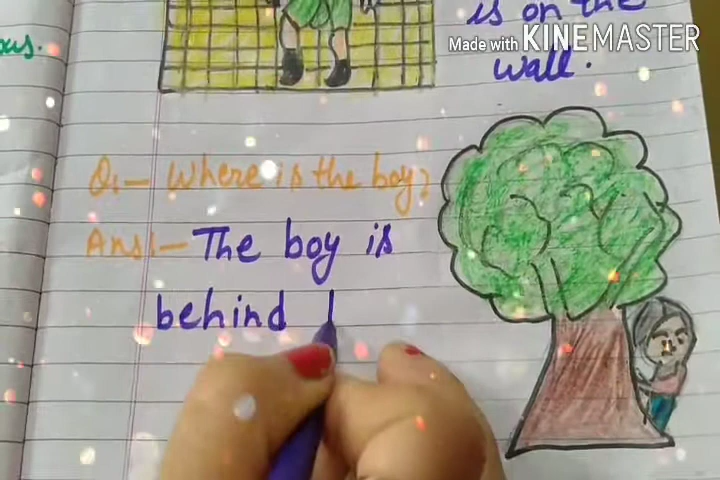 is on the
Made with KINEMASTER
wall.
Q:- Where is the boy?
Ans:- The boy is
behind